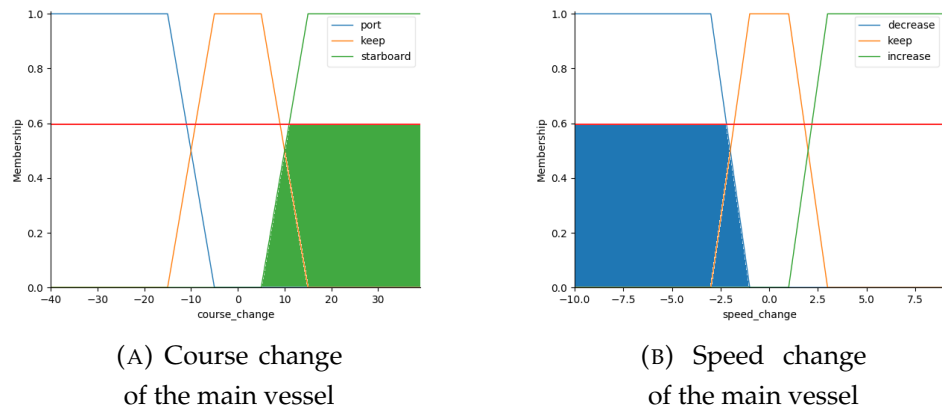 port
keep
starboard
1.0
0.8
0.6
0.4
0.2
0.0
Membership
−40 −30 −20 −10 0 10 20 30
course_change
(A) Course change
of the main vessel
decrease
keep
increase
1.0
0.8
0.6
0.4
0.2
0.0
Membership
−10.0 −7.5 −5.0 −2.5 0.0 2.5 5.0 7.5
speed_change
(B) Speed change
of the main vessel